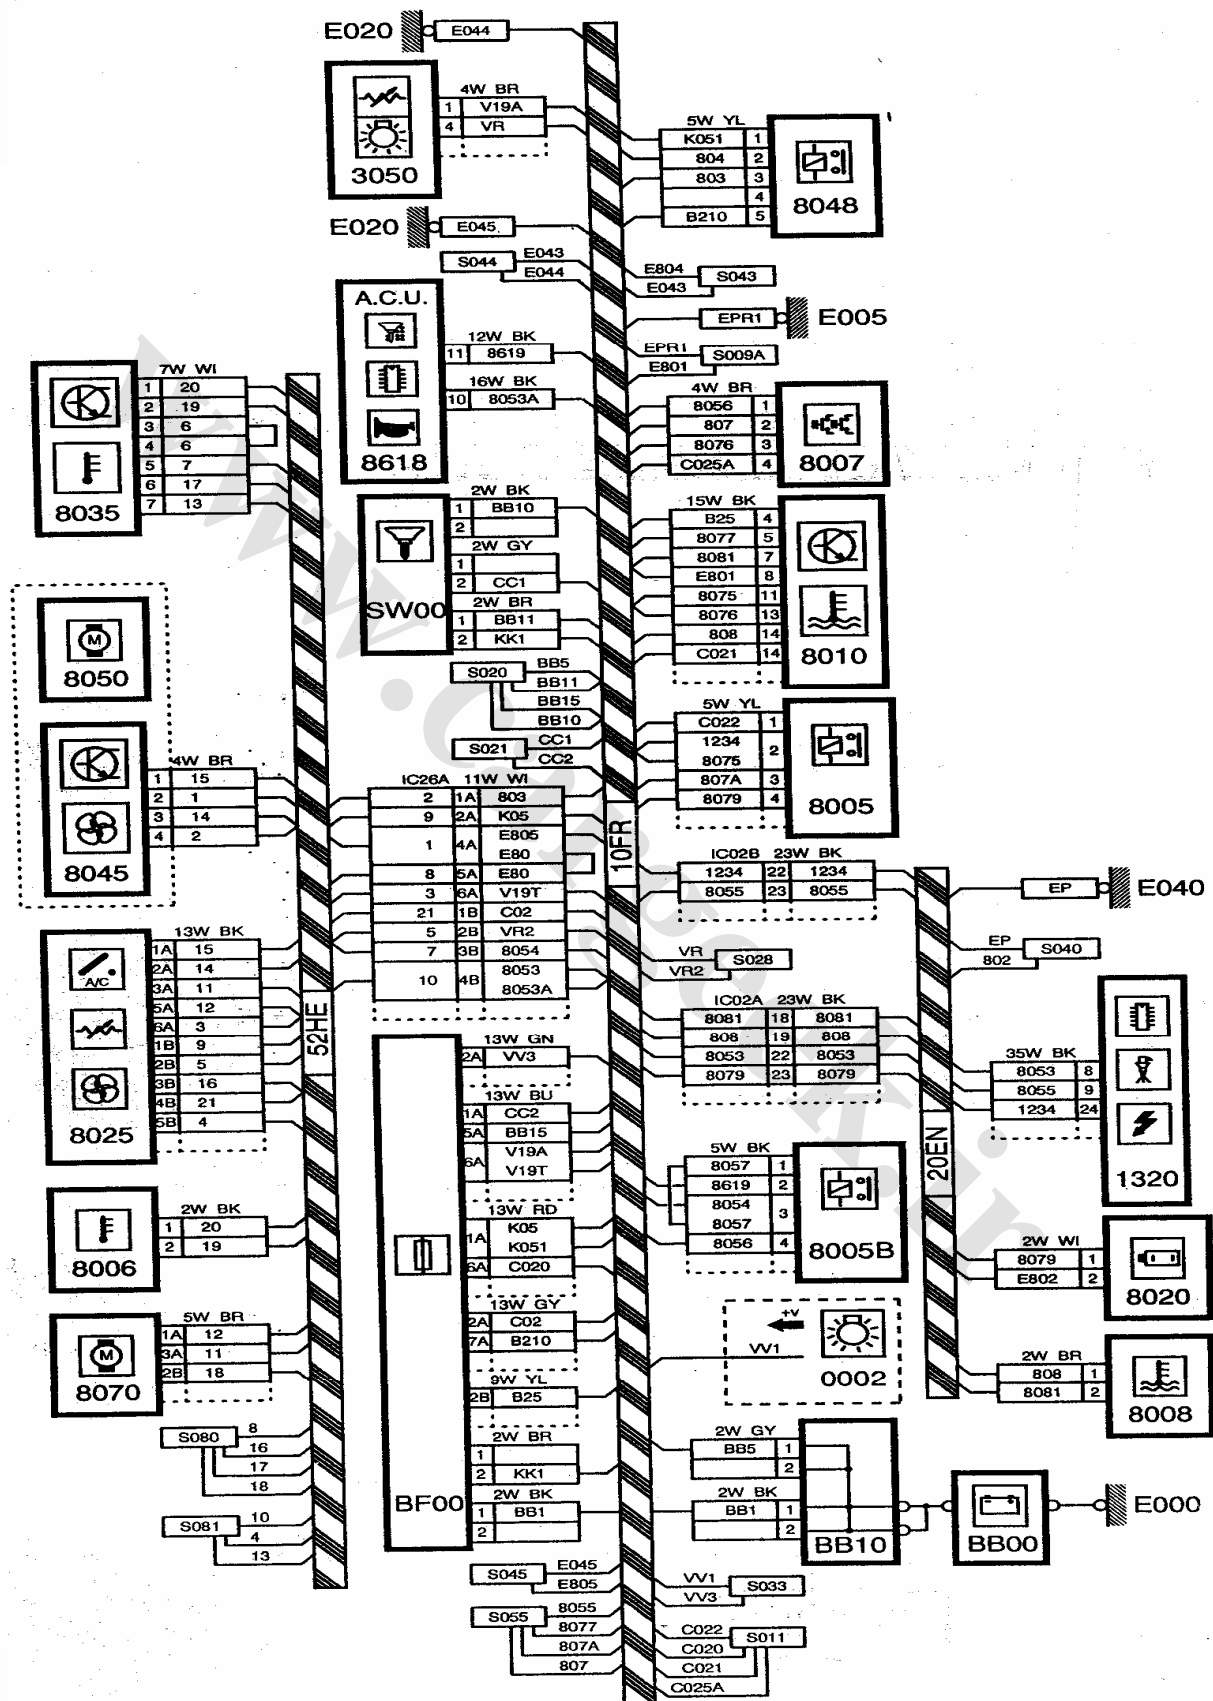 E020 E044
3050
4W BR
1 V19A
4 VR
5W YL
K051 1
804 2
803 3
4
B210 5
8048
E020 E045
S044 E043
E044
E804 S043
E043
EPR1 E005
EPR1 S009A
E801
A.C.U.
12W BK
11 8619
16W BK
10 8053A
8618
4W BR
8056 1
807 2
8076 3
C025A 4
8007
7W WI
1 20
2 19
3 6
4 6
5 7
6 17
7 13
8035
2W BK
1 BB10
2
2W GY
1
2 CC1
2W BR
1 BB11
2 KK1
SW00
15W BK
B25 4
8077 5
8081 7
E801 8
8075 11
8076 13
808 14
C021 14
8010
M
8050
S020 BB5
BB11
BB15
BB10
S021 CC1
CC2
5W YL
C022 1
1234
2
8075
807A 3
8079 4
8005
4W BR
1 15
2 1
3 14
4 2
8045
IC26A 11W WI
2 1A 803
9 2A K05
1 4A E805
E80
8 5A E80
3 6A V19T
21 1B C02
5 2B VR2
7 3B 8054
10 4B 8053
8053A
10FR
IC02B 23W BK
1234 22 1234
8055 23 8055
EP E040
EP S040
802
13W BK
1A 15
2A 14
3A 11
5A 12
6A 3
1B 9
2B 5
3B 16
4B 21
5B 4
A/C
8025
52HE
VR S028
VR2
IC02A 23W BK
8081 18 8081
808 19 808
8053 22 8053
8079 23 8079
35W BK
8053 8
8055 9
1234 24
1320
20EN
13W GN
2A VV3
13W BU
1A CC2
5A BB15
6A V19A
V19T
13W RD
1A K05
K051
6A C020
13W GY
2A C02
7A B210
9W YL
2B B25
2W BR
1
2 KK1
2W BK
1 BB1
2
BF00
5W BK
8057 1
8619 2
8054
3
8057
8056 4
8005B
2W BK
1 20
2 19
8006
2W WI
8079 1
E802 2
8020
5W BR
1A 12
3A 11
2B 18
M
8070
+V
VV1
0002
2W BR
808 1
8081 2
8008
S080 8
16
17
18
S081 10
4
13
2W GY
BB5 1
2
2W BK
BB1 1
2
BB10
BB00
E000
S045 E045
E805
VV1 S033
VV3
S055 8055
8077
807A
807
C022 S011
C020
C021
C025A
www.cargeek.ir